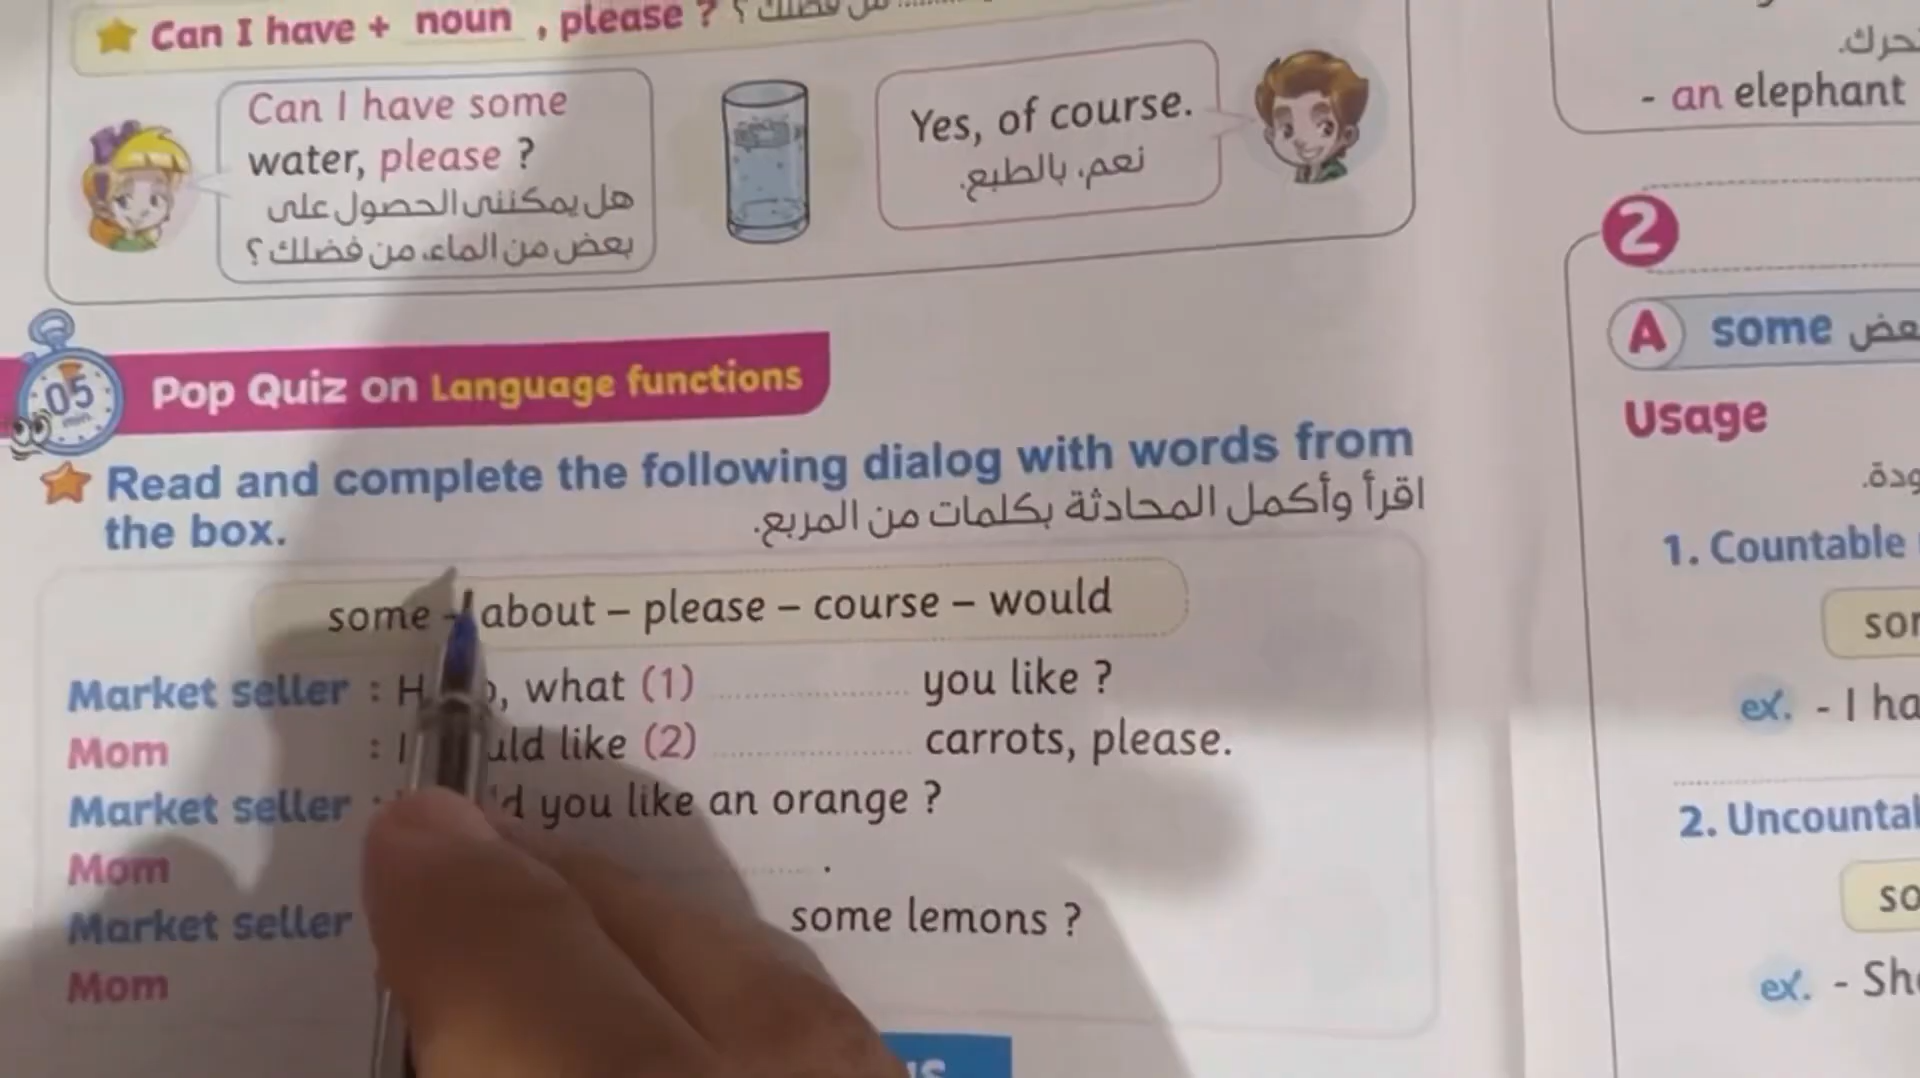 Can I have + noun , please ? من فضلك ؟
Can I have some
water, please ?
هل يمكننى الحصول على
بعض من الماء، من فضلك ؟
Yes, of course.
نعم، بالطبع.
05
Pop Quiz on Language functions
Read and complete the following dialog with words from
the box.
اقرأ وأكمل المحادثة بكلمات من المربع.
some - about – please – course – would
Market seller : what (1) .................... you like ?
Mom : I like (2) .................... carrots, please.
Market seller : you like an orange ?
Mom .
Market seller some lemons ?
Mom
- an elephant
2
A some
Usage
1. Countable
ex. - I
2. Uncountal
ex. -